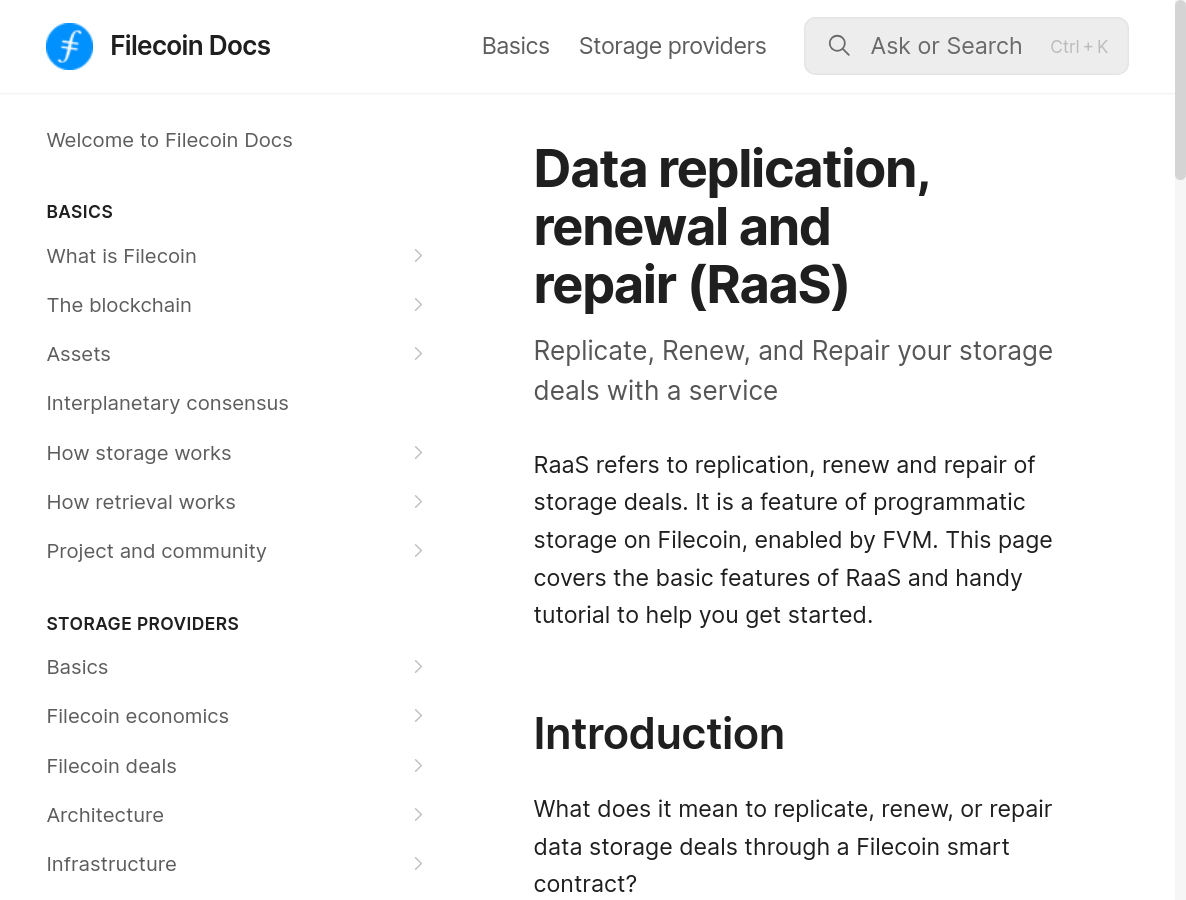 Filecoin Docs
Basics
Storage providers
Ask or Search
Ctrl + K
Welcome to Filecoin Docs
BASICS
What is Filecoin
The blockchain
Assets
Interplanetary consensus
How storage works
How retrieval works
Project and community
STORAGE PROVIDERS
Basics
Filecoin economics
Filecoin deals
Architecture
Infrastructure
Data replication,
renewal and
repair (RaaS)
Replicate, Renew, and Repair your storage
deals with a service
RaaS refers to replication, renew and repair of
storage deals. It is a feature of programmatic
storage on Filecoin, enabled by FVM. This page
covers the basic features of RaaS and handy
tutorial to help you get started.
Introduction
What does it mean to replicate, renew, or repair
data storage deals through a Filecoin smart
contract?